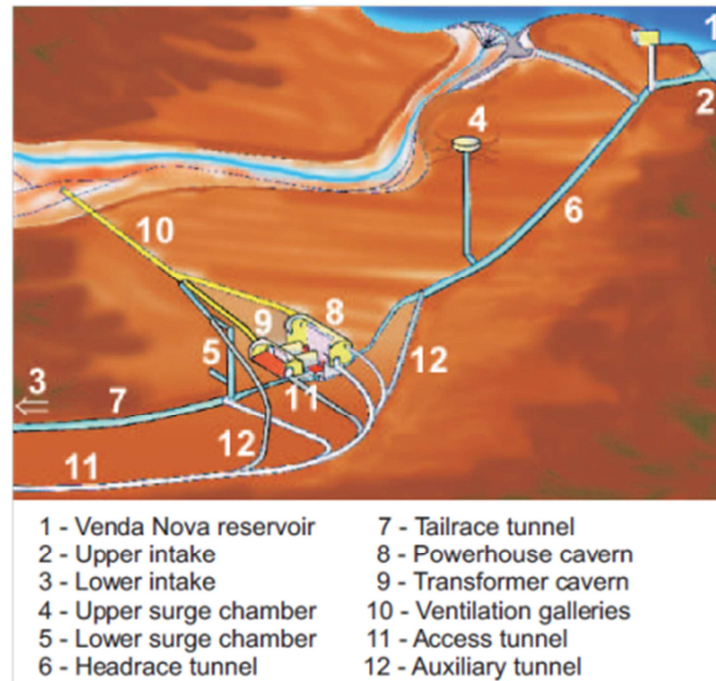 1
2
4
6
10
8
9
5
12
3
11
7
12
11
1 - Venda Nova reservoir
2 - Upper intake
3 - Lower intake
4 - Upper surge chamber
5 - Lower surge chamber
6 - Headrace tunnel
7 - Tailrace tunnel
8 - Powerhouse cavern
9 - Transformer cavern
10 - Ventilation galleries
11 - Access tunnel
12 - Auxiliary tunnel